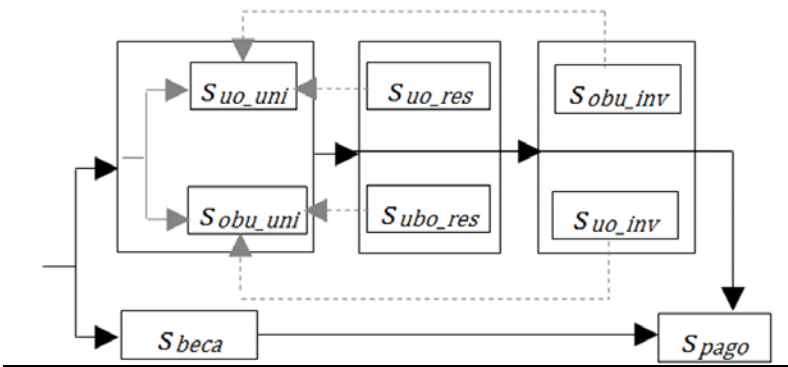 S uo_uni
S uo_res
S obu_inv
S obu_uni
S ubo_res
S uo_inv
S beca
S pago